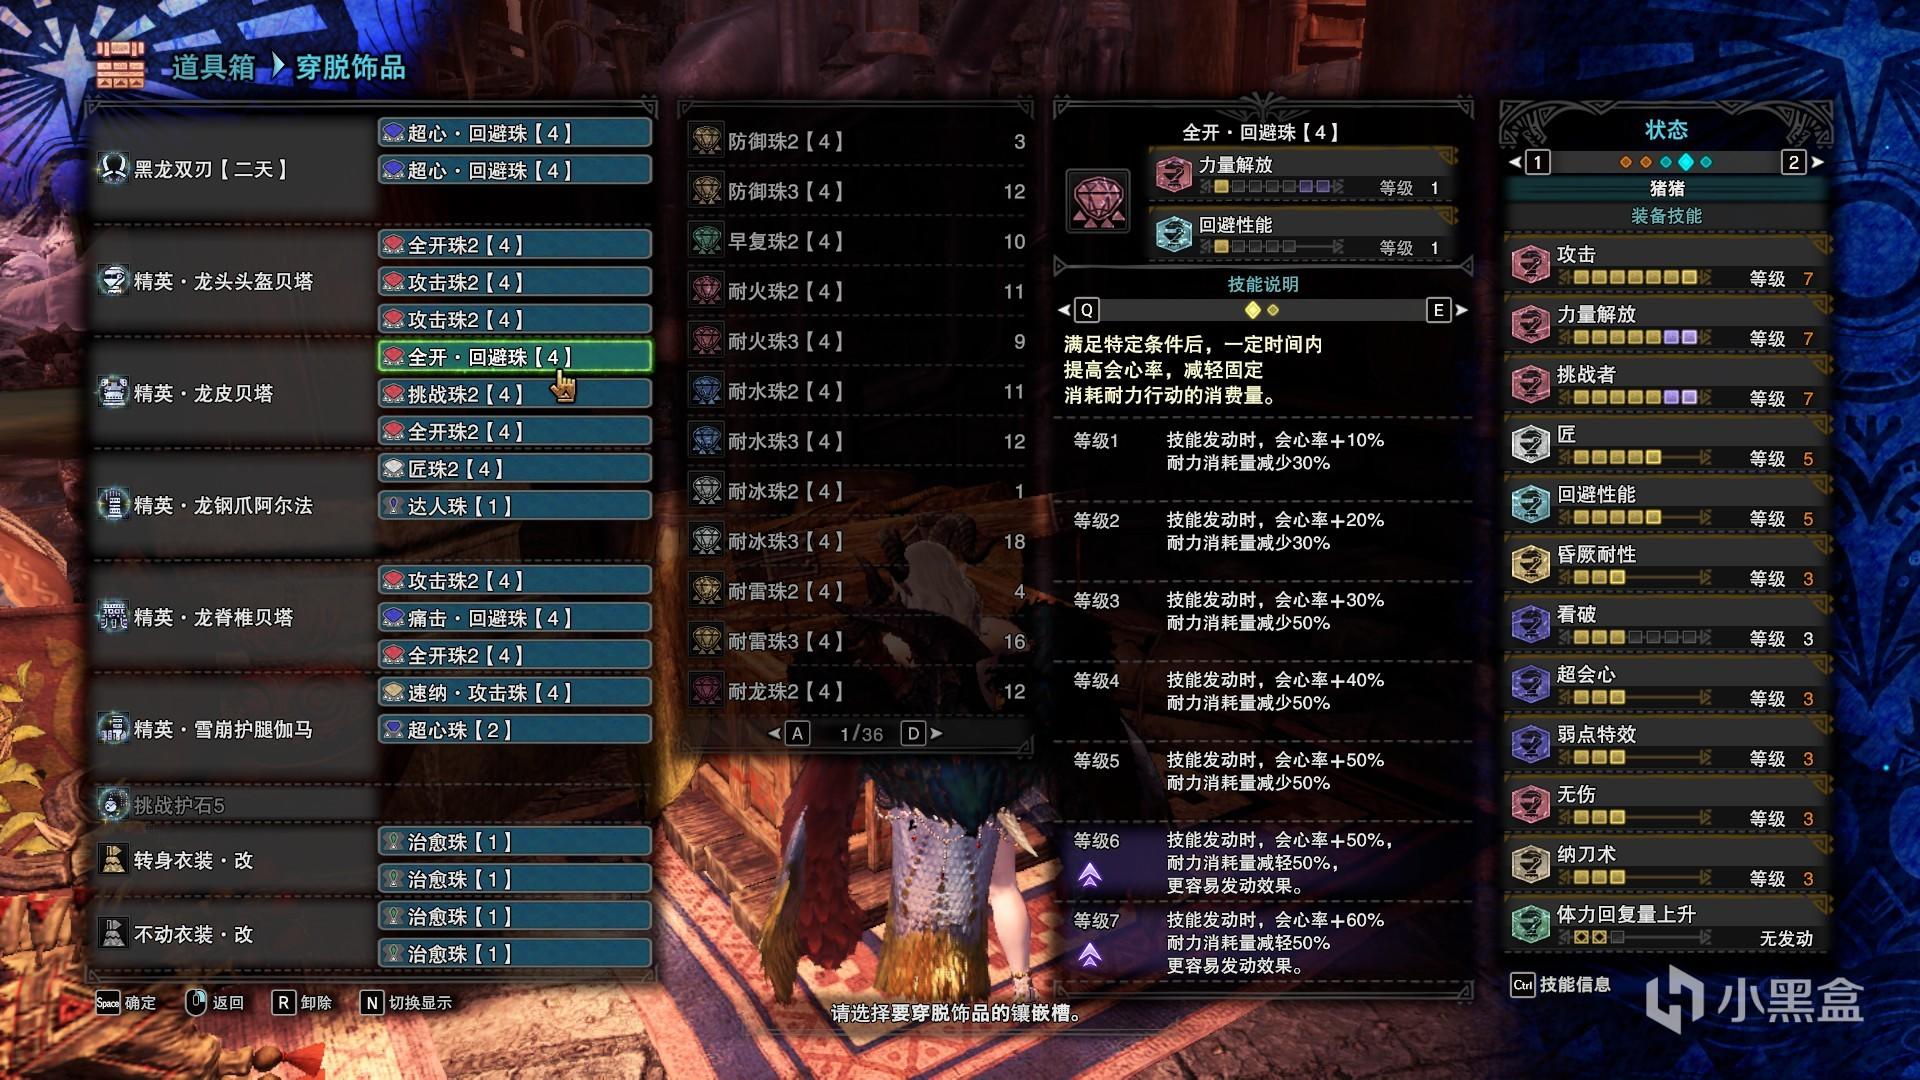 道具箱 穿脱饰品
黑龙双刃【二天】
超心・回避珠【4】
超心・回避珠【4】
精英・龙头头盔贝塔
全开珠2【4】
攻击珠2【4】
攻击珠2【4】
精英・龙皮贝塔
全开・回避珠【4】
挑战珠2【4】
全开珠2【4】
精英・龙钢爪阿尔法
匠珠2【4】
达人珠【1】
精英・龙脊椎贝塔
攻击珠2【4】
痛击・回避珠【4】
全开珠2【4】
精英・雪崩护腿伽马
速纳・攻击珠【4】
超心珠【2】
挑战护石5
转身衣装・改
治愈珠【1】
治愈珠【1】
不动衣装・改
治愈珠【1】
治愈珠【1】
Space 确定 返回 R 卸除 N 切换显示
防御珠2【4】 3
防御珠3【4】 12
早复珠2【4】 10
耐火珠2【4】 11
耐火珠3【4】 9
耐水珠2【4】 11
耐水珠3【4】 12
耐冰珠2【4】 1
耐冰珠3【4】 18
耐雷珠2【4】 4
耐雷珠3【4】 16
耐龙珠2【4】 12
A 1/36 D
全开・回避珠【4】
力量解放
等级 1
回避性能
等级 1
技能说明
Q E
满足特定条件后，一定时间内
提高会心率，减轻固定
消耗耐力行动的消费量。
等级1 技能发动时，会心率+10%
耐力消耗量减少30%
等级2 技能发动时，会心率+20%
耐力消耗量减少30%
等级3 技能发动时，会心率+30%
耐力消耗量减少50%
等级4 技能发动时，会心率+40%
耐力消耗量减少50%
等级5 技能发动时，会心率+50%
耐力消耗量减少50%
等级6 技能发动时，会心率+50%，
耐力消耗量减轻50%，
更容易发动效果。
等级7 技能发动时，会心率+60%
耐力消耗量减轻50%
更容易发动效果。
请选择要穿脱饰品的镶嵌槽。
状态
1 2
猪猪
装备技能
攻击
等级 7
力量解放
等级 7
挑战者
等级 7
匠
等级 5
回避性能
等级 5
昏厥耐性
等级 3
看破
等级 3
超会心
等级 3
弱点特效
等级 3
无伤
等级 3
纳刀术
等级 3
体力回复量上升
无发动
Ctrl 技能信息
小黑盒